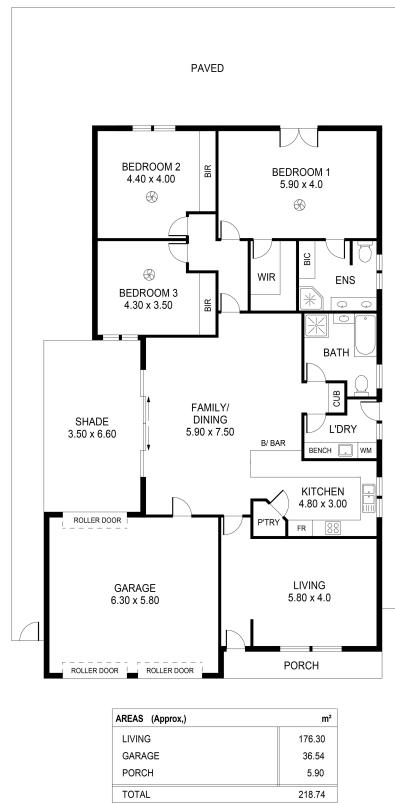 PAVED
BEDROOM 2
4.40 x 4.00
BIR
BEDROOM 1
5.90 x 4.0
BEDROOM 3
4.30 x 3.50
BIR
WIR
BIC
ENS
BATH
SHADE
3.50 x 6.60
FAMILY/
DINING
5.90 x 7.50
CUB
L'DRY
B/ BAR
BENCH
WM
KITCHEN
4.80 x 3.00
P'TRY
FR
ROLLER DOOR
GARAGE
6.30 x 5.80
LIVING
5.80 x 4.0
ROLLER DOOR
ROLLER DOOR
PORCH
AREAS (Approx,) m²
LIVING 176.30
GARAGE 36.54
PORCH 5.90
TOTAL 218.74